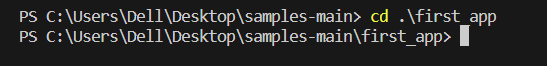 PS C:\Users\Dell\Desktop\samples-main> cd .\first_app
PS C:\Users\Dell\Desktop\samples-main\first_app>